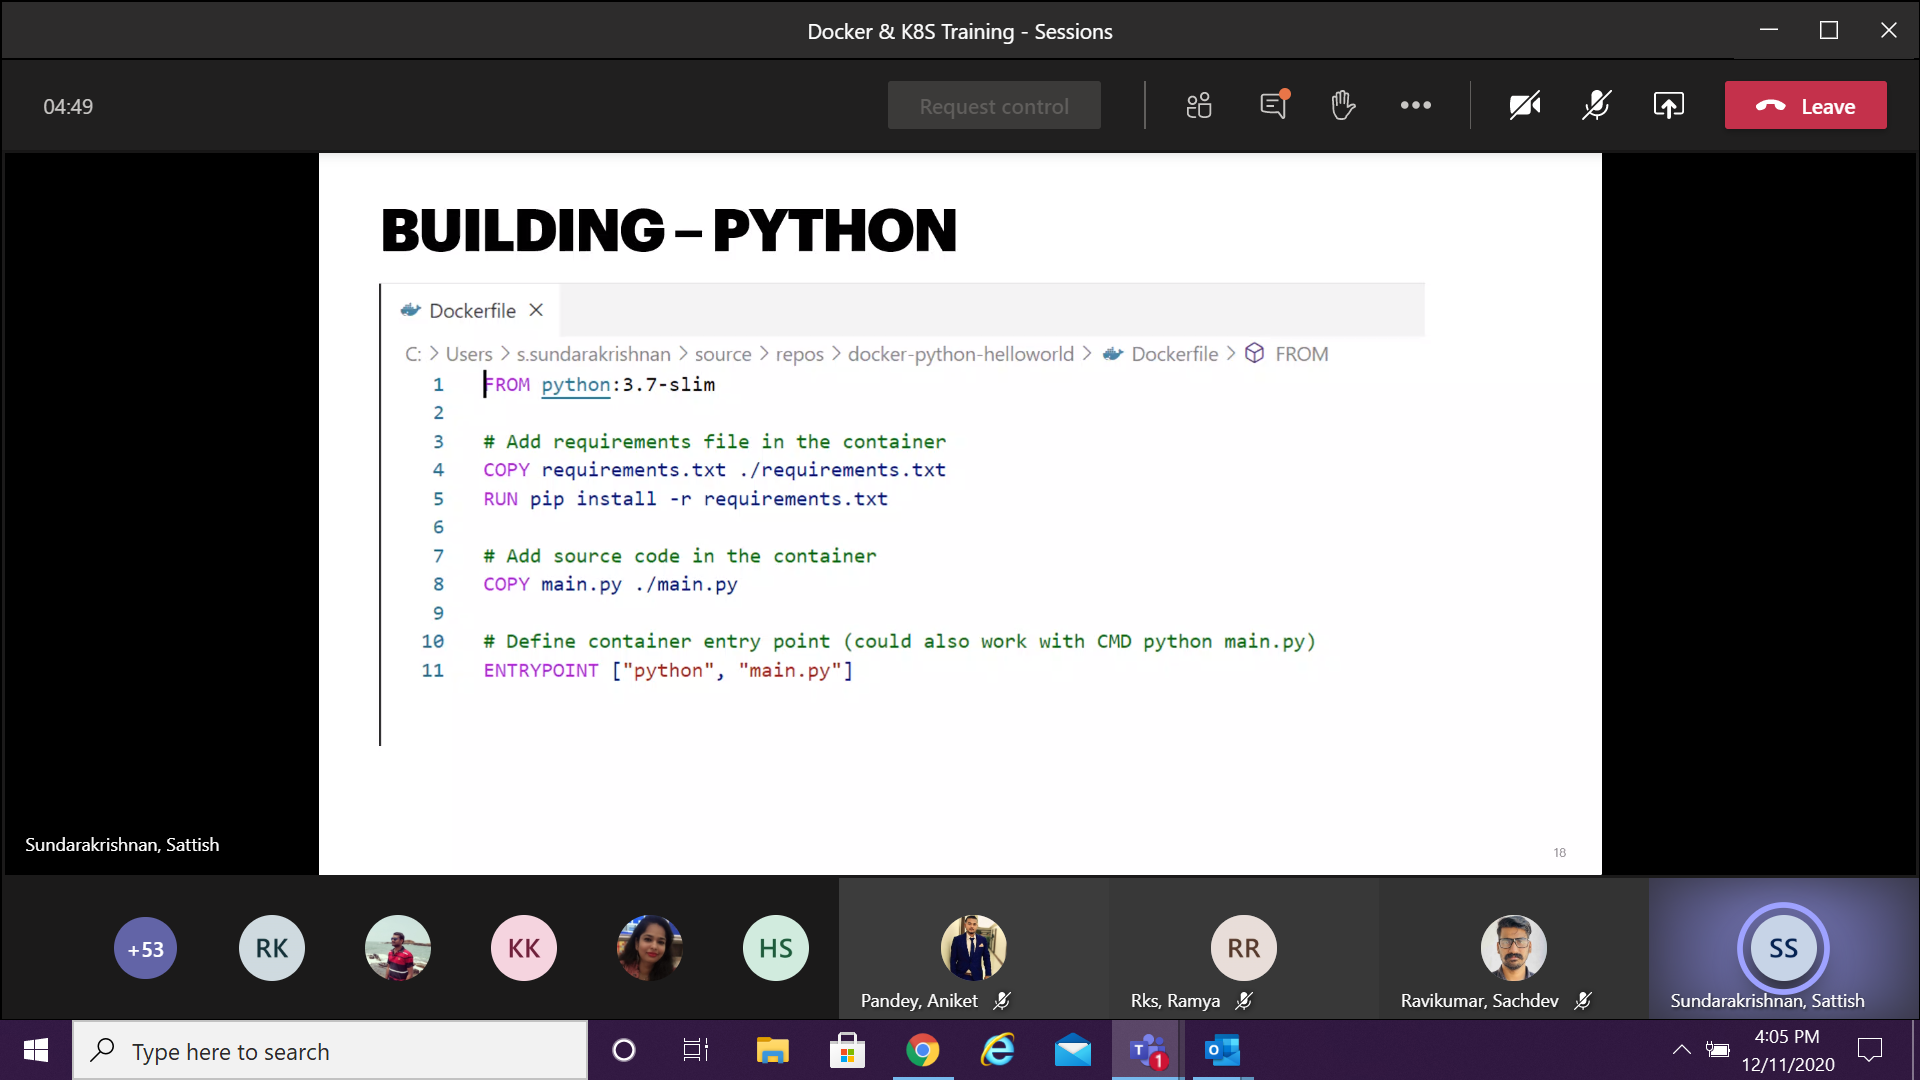 Docker & K8S Training - Sessions
04:49
Request control
Leave
BUILDING – PYTHON
Dockerfile
C: > Users > s.sundarakrishnan > source > repos > docker-python-helloworld > Dockerfile > FROM
1 FROM python:3.7-slim
2
3 # Add requirements file in the container
4 COPY requirements.txt ./requirements.txt
5 RUN pip install -r requirements.txt
6
7 # Add source code in the container
8 COPY main.py ./main.py
9
10 # Define container entry point (could also work with CMD python main.py)
11 ENTRYPOINT ["python", "main.py"]
Sundarakrishnan, Sattish
18
+53
RK
KK
HS
RR
SS
Pandey, Aniket
Rks, Ramya
Ravikumar, Sachdev
Sundarakrishnan, Sattish
Type here to search
T
1
O
4:05 PM
12/11/2020